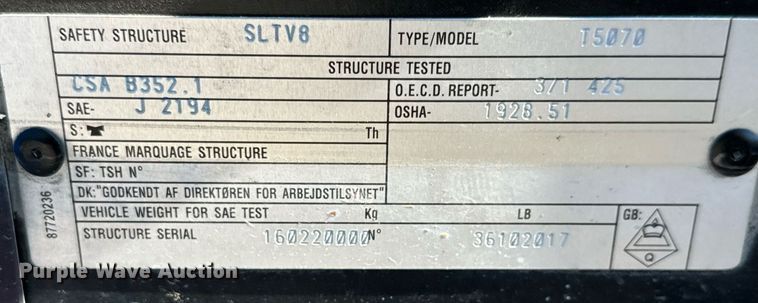 SAFETY STRUCTURE SLTV8 TYPE/MODEL T5070
STRUCTURE TESTED
CSA B352.1 O.E.C.D. REPORT- 3/1 425
SAE- J 2194 OSHA- 1928.51
S: Th
FRANCE MARQUAGE STRUCTURE
SF: TSH N°
DK:"GODKENDT AF DIREKTØREN FOR ARBEJDSTILSYNET"
VEHICLE WEIGHT FOR SAE TEST Kg LB GB:
STRUCTURE SERIAL 160220000 N° 36102017
Q
87720236
Purple Wave Auction